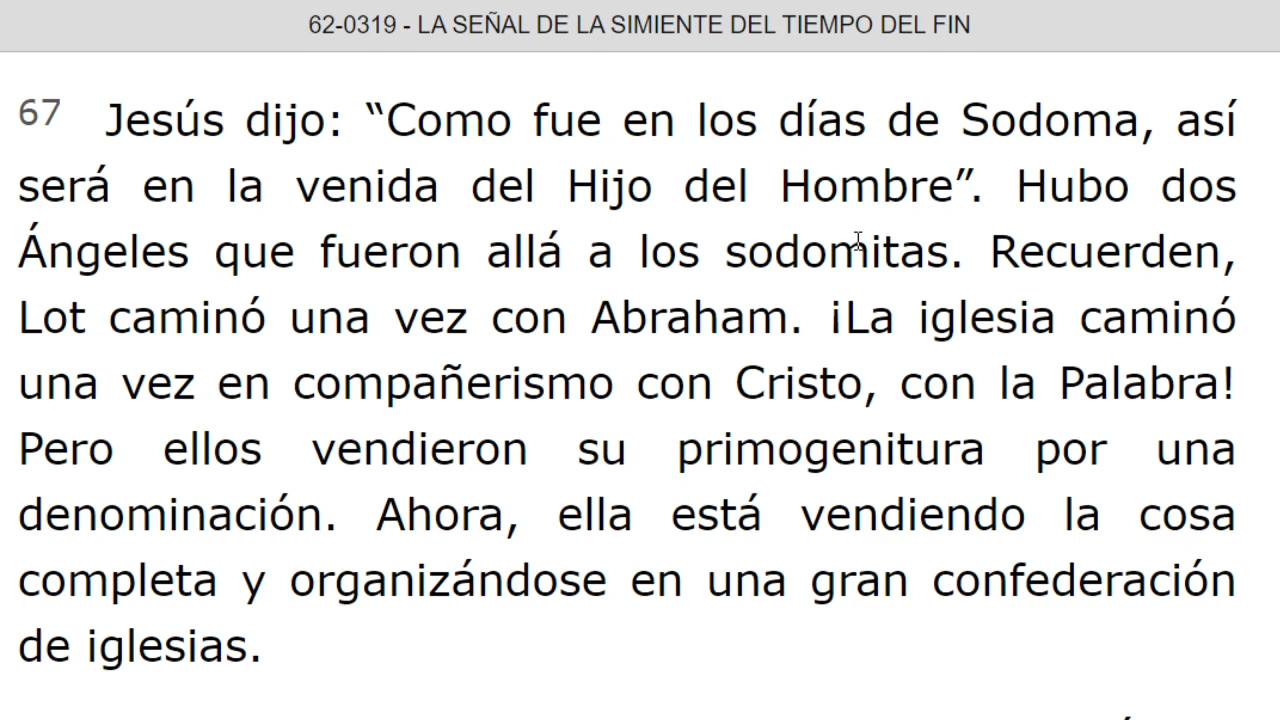 62-0319 - LA SEÑAL DE LA SIMIENTE DEL TIEMPO DEL FIN
67 Jesús dijo: “Como fue en los días de Sodoma, así
será en la venida del Hijo del Hombre”. Hubo dos
Ángeles que fueron allá a los sodomitas. Recuerden,
Lot caminó una vez con Abraham. ¡La iglesia caminó
una vez en compañerismo con Cristo, con la Palabra!
Pero ellos vendieron su primogenitura por una
denominación. Ahora, ella está vendiendo la cosa
completa y organizándose en una gran confederación
de iglesias.